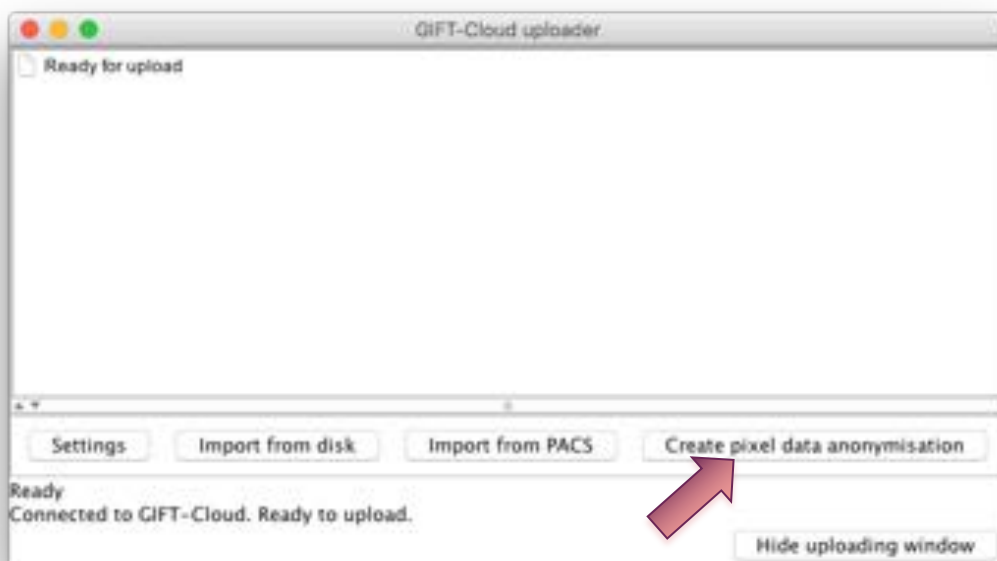 GIFT-Cloud uploader
Ready for upload
Settings Import from disk Import from PACS Create pixel data anonymisation
Ready
Connected to GIFT-Cloud. Ready to upload.
Hide uploading window